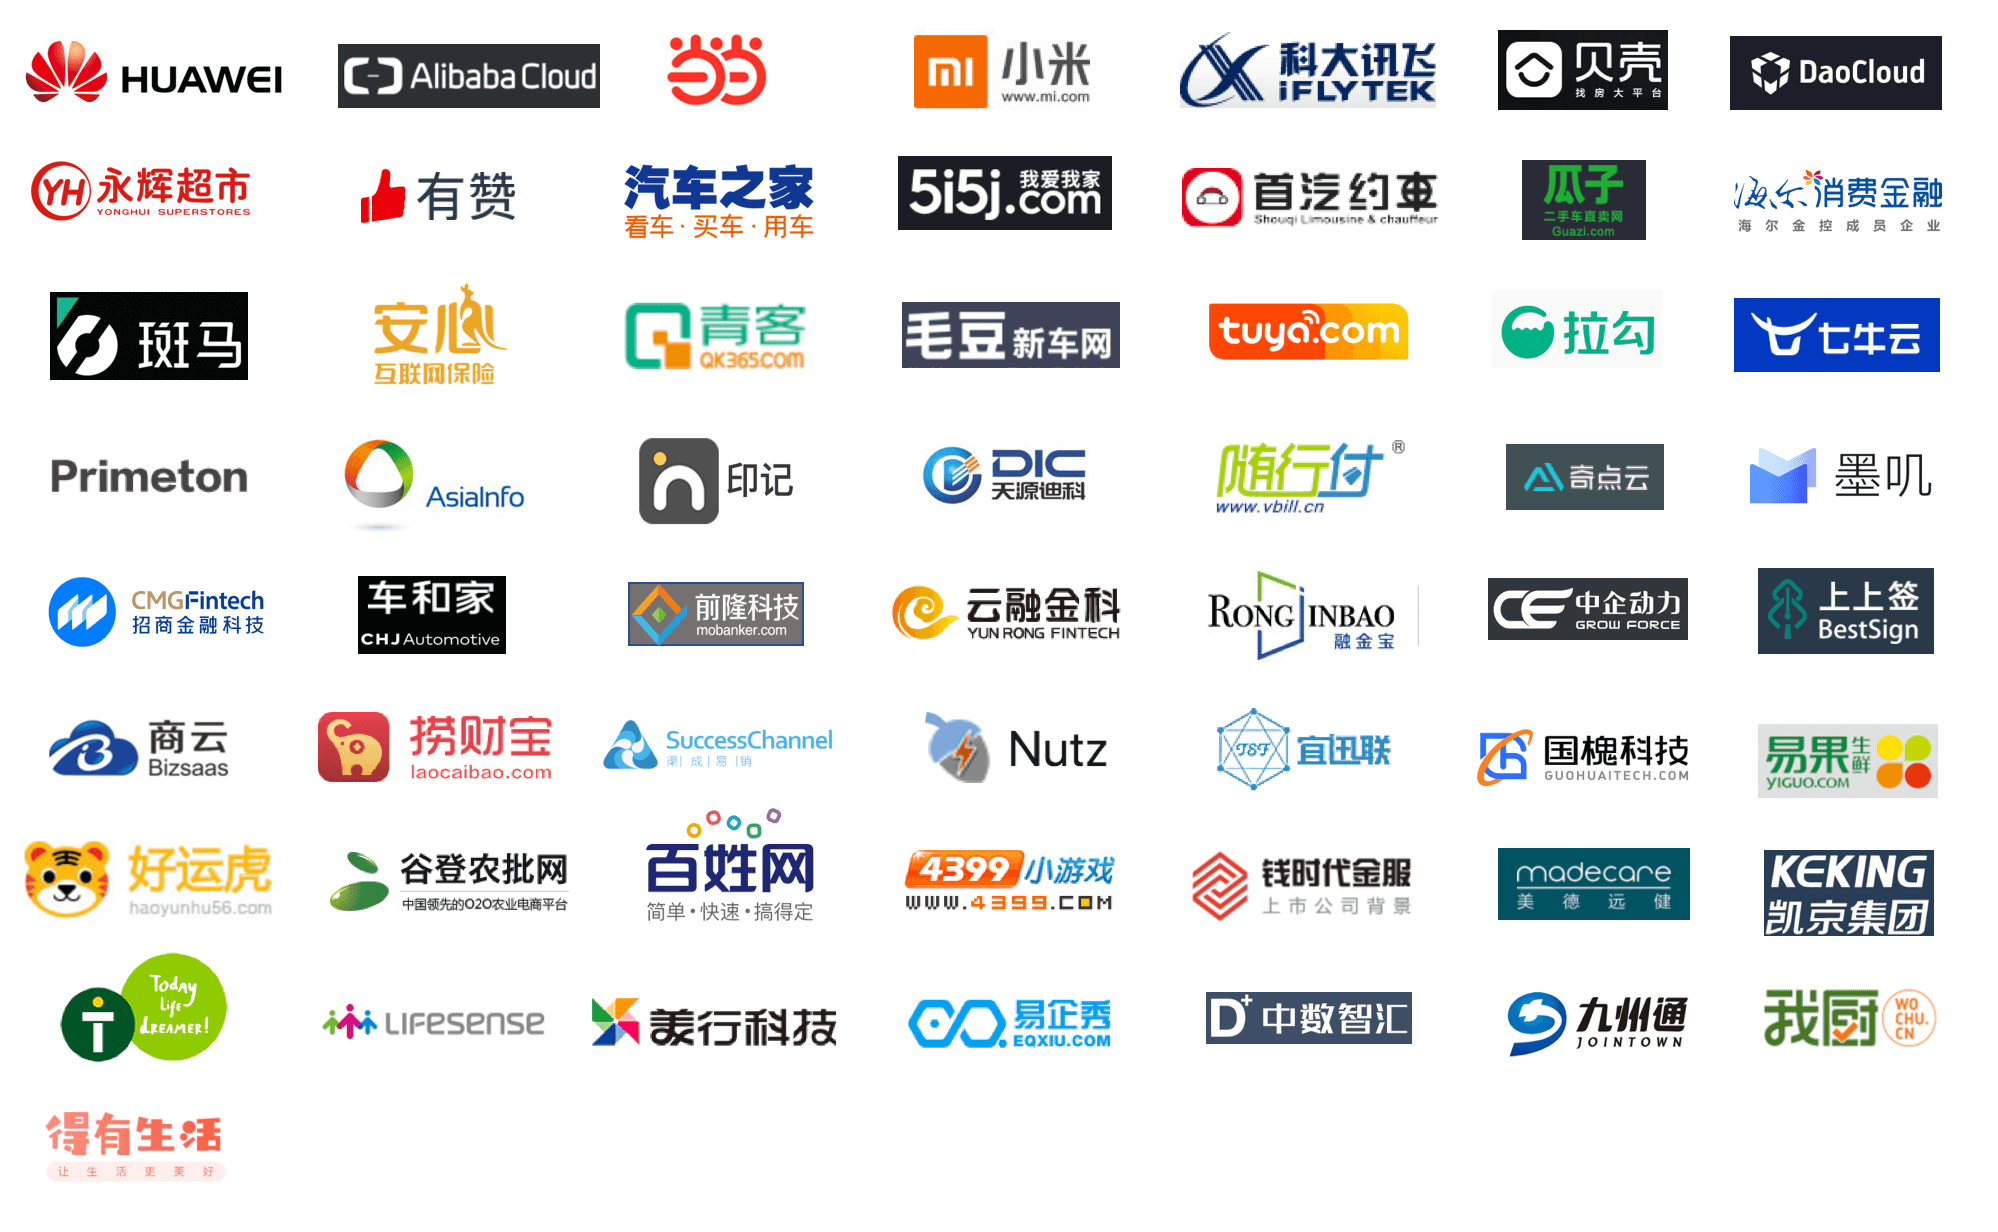 HUAWEI
Alibaba Cloud
当当
mi 小米
www.mi.com
科大讯飞
iFLYTEK
贝壳
找房大平台
DaoCloud
YH 永辉超市
YONGHUI SUPERSTORES
有赞
汽车之家
看车·买车·用车
5i5j.com 我爱我家
首汽约車
Shouqi Limousine & chauffeur
瓜子
二手车直卖网
Guazi.com
海尔消费金融
海尔金控成员企业
斑马
安心
互联网保险
青客
QK365.COM
毛豆新车网
tuya.com
拉勾
七牛云
Primeton
AsiaInfo
印记
DIC
天源迪科
随行付®
www.vbill.cn
奇点云
墨叽
CMGFintech
招商金融科技
车和家
CHJ Automotive
前隆科技
mobanker.com
云融金科
YUN RONG FINTECH
RONGJINBAO
融金宝
CE 中企动力
GROW FORCE
上上签
BestSign
商云
Bizsaas
捞财宝
laocaibao.com
SuccessChannel
渠|成|易|销
Nutz
T&F 宜迅联
国槐科技
GUOHUAITECH.COM
易果生鲜
YIGUO.COM
好运虎
haoyunhu56.com
谷登农批网
中国领先的O2O农业电商平台
百姓网
简单·快速·搞得定
4399小游戏
www.4399.com
钱时代金服
上市公司背景
madecare
美德远健
KEKING
凯京集团
Today
Life
dreamer!
LIFESENSE
美行科技
易企秀
EQXIU.COM
D+ 中数智汇
九州通
JOINTOWN
我厨
WO
CHU.
CN
得有生活
让生活更美好